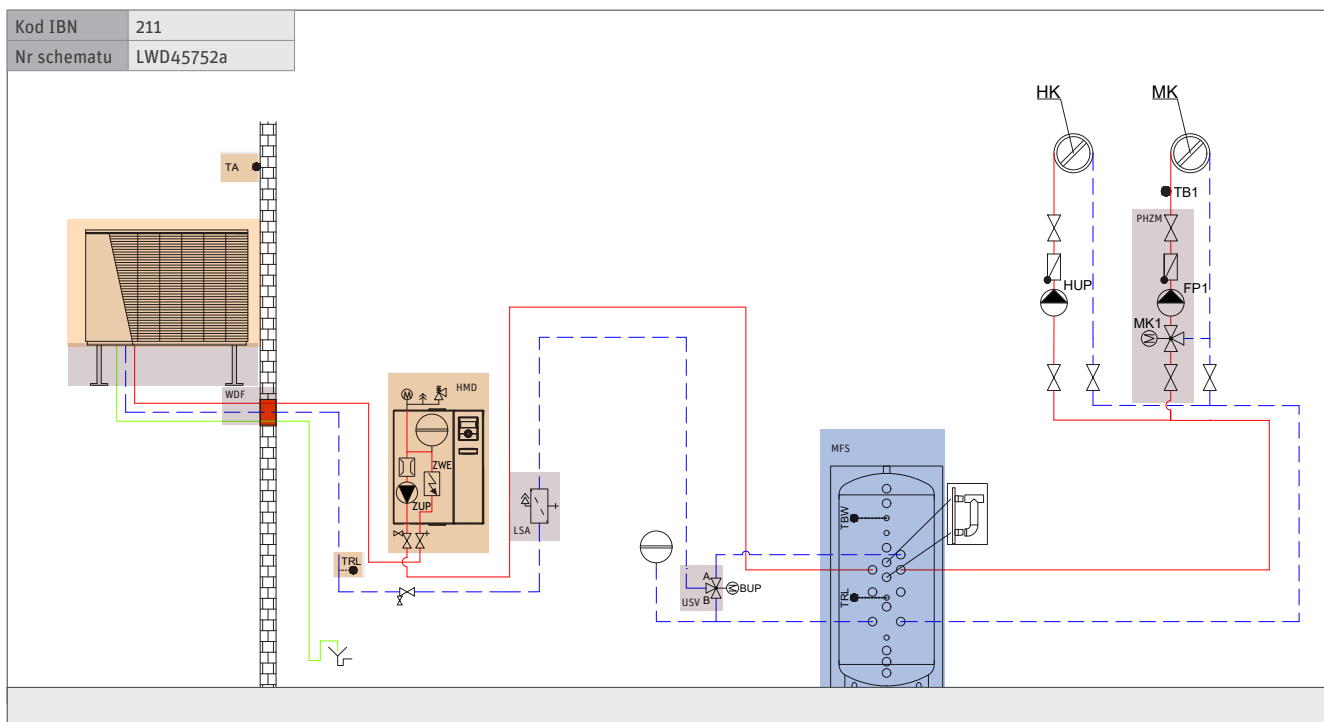 Kod IBN 211
Nr schematu LWD45752a
HK MK
TA
TB1
PHZM
HUP FP1
MK1
M
WDF
M
HMD
ZWE
ZUP
LSA
TRL
MFS
TBW
TRL
A
M BUP
USV B